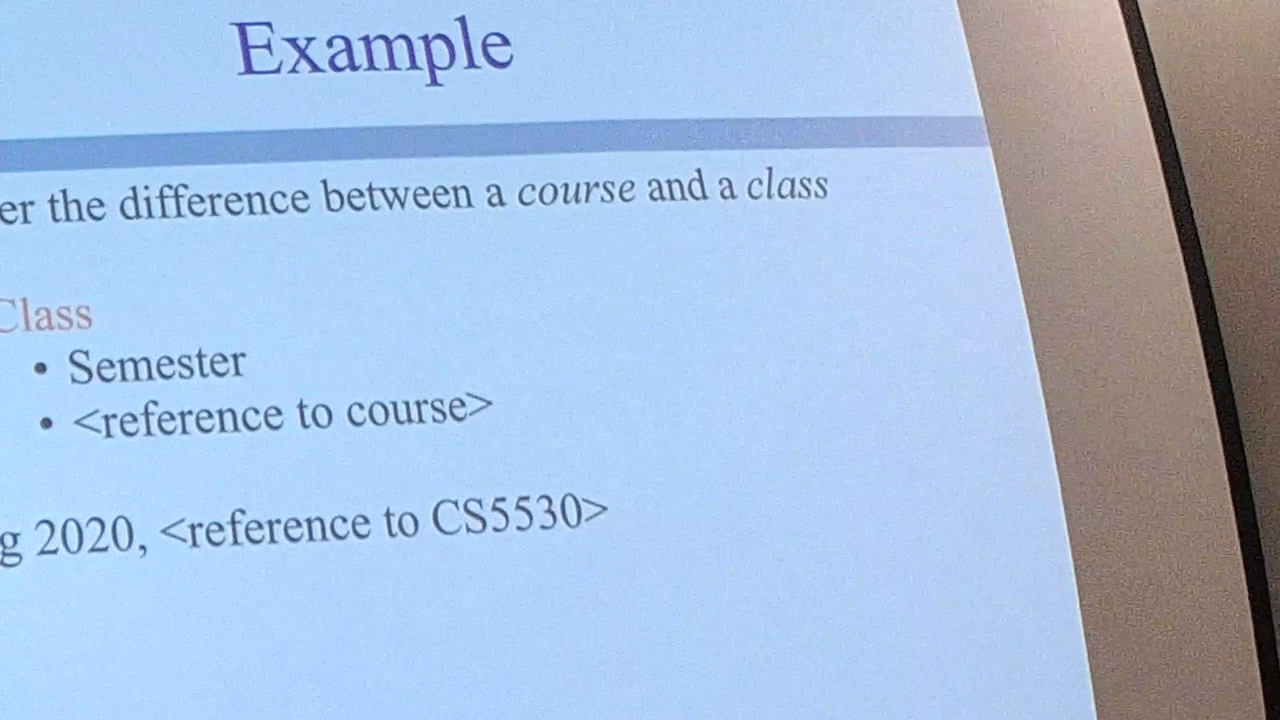 Example
er the difference between a course and a class
Class
• Semester
• <reference to course>
g 2020, <reference to CS5530>